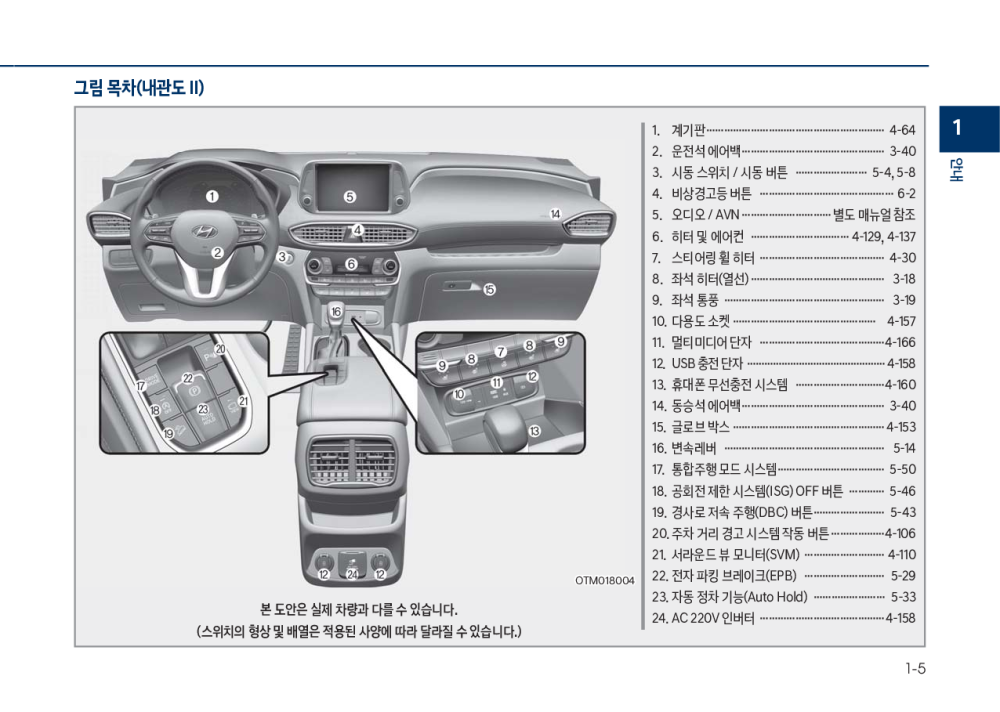 그림 목차(내관도 II)
1
안내
1. 계기판 4-64
2. 운전석 에어백 3-40
3. 시동 스위치 / 시동 버튼 5-4, 5-8
4. 비상경고등 버튼 6-2
5. 오디오 / AVN 별도 매뉴얼 참조
6. 히터 및 에어컨 4-129, 4-137
7. 스티어링 휠 히터 4-30
8. 좌석 히터(열선) 3-18
9. 좌석 통풍 3-19
10. 다용도 소켓 4-157
11. 멀티미디어 단자 4-166
12. USB 충전 단자 4-158
13. 휴대폰 무선충전 시스템 4-160
14. 동승석 에어백 3-40
15. 글로브 박스 4-153
16. 변속레버 5-14
17. 통합주행 모드 시스템 5-50
18. 공회전 제한 시스템(ISG) OFF 버튼 5-46
19. 경사로 저속 주행(DBC) 버튼 5-43
20. 주차 거리 경고 시스템 작동 버튼 4-106
21. 서라운드 뷰 모니터(SVM) 4-110
22. 전자 파킹 브레이크(EPB) 5-29
23. 자동 정차 기능(Auto Hold) 5-33
24. AC 220V 인버터 4-158
① ② ③ ④ ⑤ ⑥ ⑭ ⑮ ⑯
⑰ ⑱ ⑲ ⑳ ㉑ ㉒ ㉓
⑨ ⑧ ⑦ ⑧ ⑨
⑩ ⑪ ⑫
⑬
⑫ ㉔ ⑫
OTM018004
본 도안은 실제 차량과 다를 수 있습니다.
(스위치의 형상 및 배열은 적용된 사양에 따라 달라질 수 있습니다.)
1-5